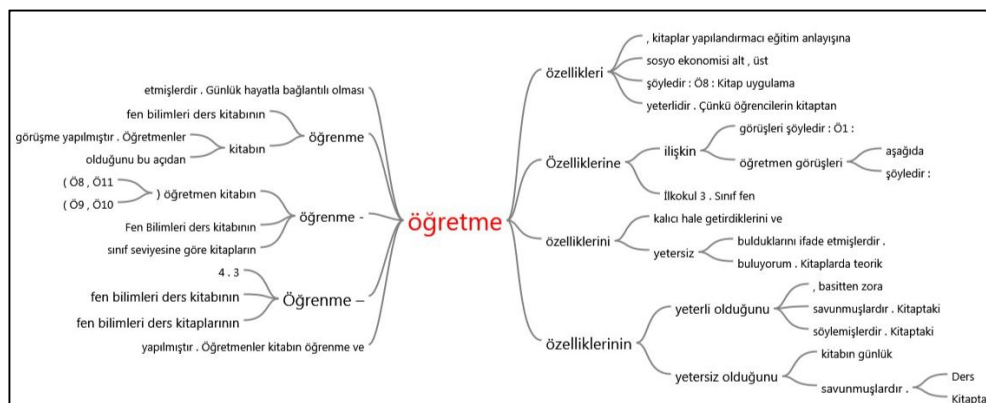 etmişlerdir . Günlük hayatla bağlantılı olması
fen bilimleri ders kitabının
görüşme yapılmıştır . Öğretmenler
olduğunu bu açıdan
kitabın
öğrenme
( Ö8 , Ö11
( Ö9 , Ö10
) öğretmen kitabın
Fen Bilimleri ders kitabının
sınıf seviyesine göre kitapların
öğrenme -
4 . 3
fen bilimleri ders kitabının
fen bilimleri ders kitaplarının
Öğrenme –
yapılmıştır . Öğretmenler kitabın öğrenme ve
öğretme
özellikleri
, kitaplar yapılandırmacı eğitim anlayışına
sosyo ekonomisi alt , üst
şöyledir : Ö8 : Kitap uygulama
yeterlidir . Çünkü öğrencilerin kitaptan
Özelliklerine
ilişkin
görüşleri şöyledir : Ö1 :
öğretmen görüşleri
aşağıda
şöyledir :
İlkokul 3 . Sınıf fen
özelliklerini
kalıcı hale getirdiklerini ve
yetersiz
bulduklarını ifade etmişlerdir .
buluyorum . Kitaplarda teorik
özelliklerinin
yeterli olduğunu
, basitten zora
savunmuşlardır . Kitaptaki
söylemişlerdir . Kitaptaki
yetersiz olduğunu
kitabın günlük
savunmuşlardır .
Ders
Kitapta